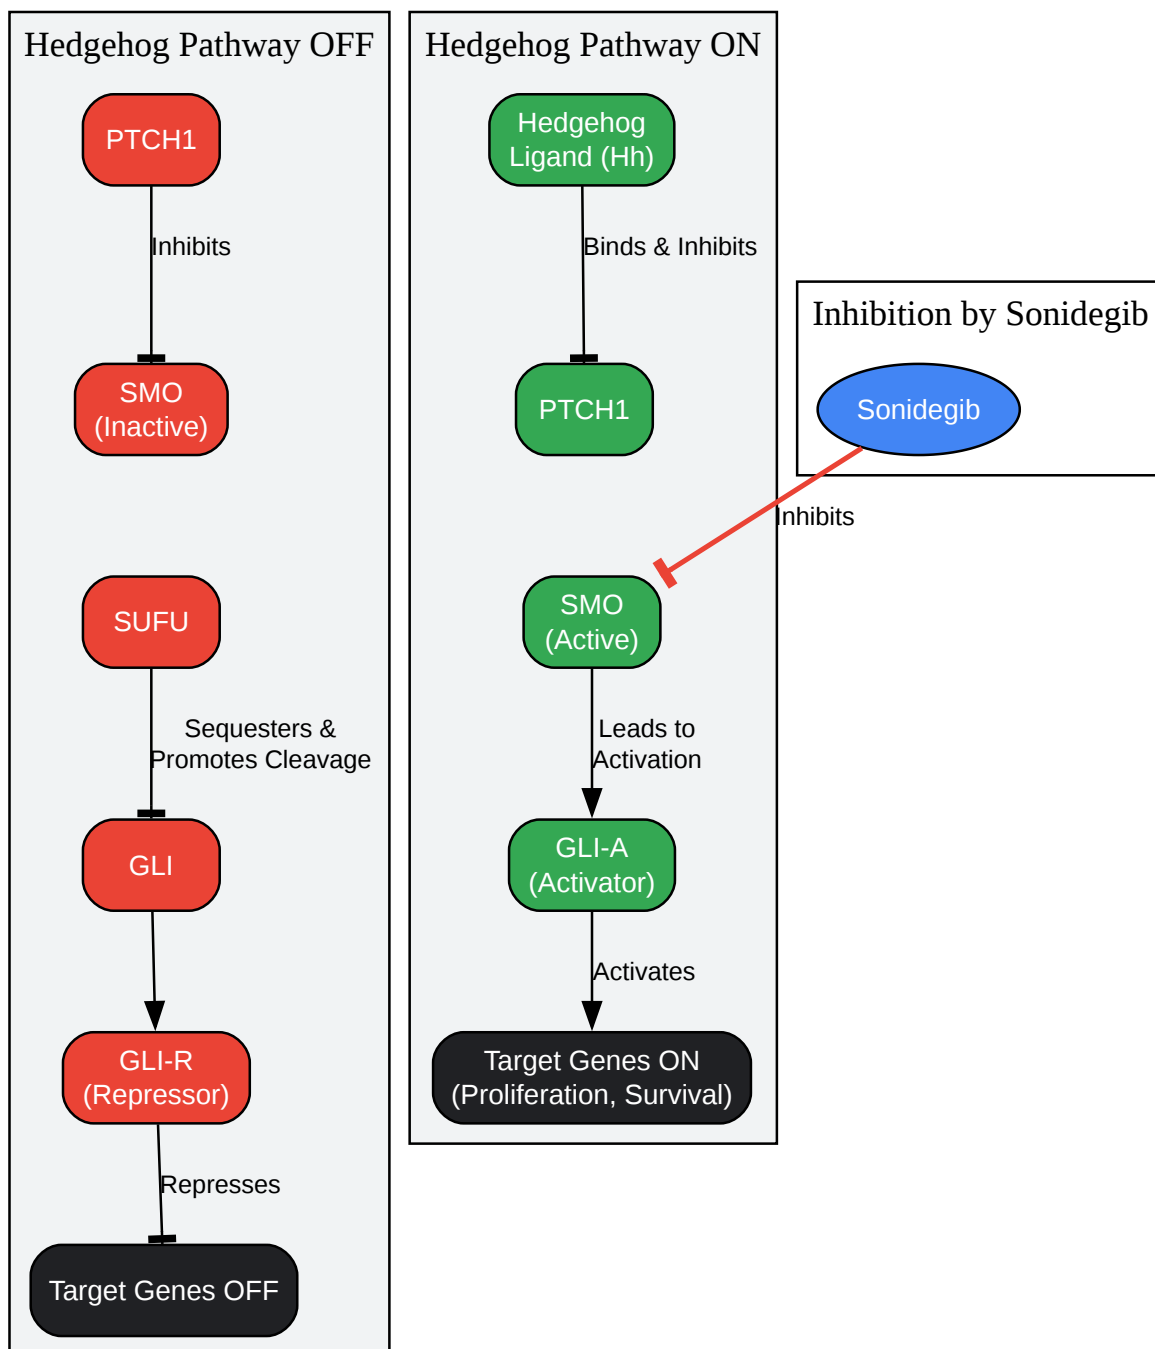 Hedgehog Pathway OFF
PTCH1
Inhibits
SMO
(Inactive)
SUFU
Sequesters &
Promotes Cleavage
GLI
GLI-R
(Repressor)
Represses
Target Genes OFF
Hedgehog Pathway ON
Hedgehog
Ligand (Hh)
Binds & Inhibits
PTCH1
SMO
(Active)
Leads to
Activation
GLI-A
(Activator)
Activates
Target Genes ON
(Proliferation, Survival)
Inhibition by Sonidegib
Sonidegib
Inhibits